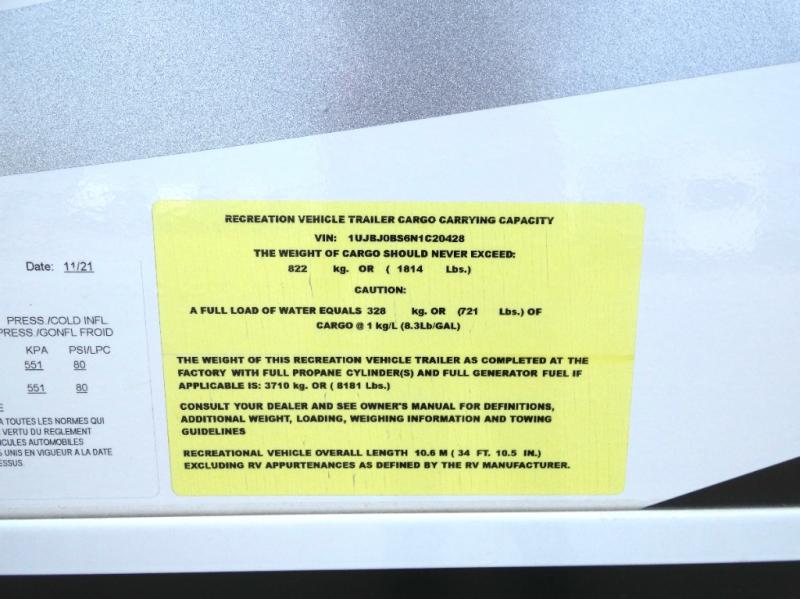 Date: 11/21
PRESS./COLD INFL.
PRESS./GONFL FROID
KPA PSI/LPC
551 80
551 80
A TOUTES LES NORMES QUI
VERTU DU REGLEMENT
AUTOMOBILES
UNIS EN VIGUEUR A LA DATE
RECREATION VEHICLE TRAILER CARGO CARRYING CAPACITY
VIN: 1UJBJ0BS6N1C20428
THE WEIGHT OF CARGO SHOULD NEVER EXCEED:
822 kg. OR ( 1814 Lbs.)
CAUTION:
A FULL LOAD OF WATER EQUALS 328 kg. OR (721 Lbs.) OF
CARGO @ 1 kg/L (8.3Lb/GAL)
THE WEIGHT OF THIS RECREATION VEHICLE TRAILER AS COMPLETED AT THE
FACTORY WITH FULL PROPANE CYLINDER(S) AND FULL GENERATOR FUEL IF
APPLICABLE IS: 3710 kg. OR ( 8181 Lbs.)
CONSULT YOUR DEALER AND SEE OWNER'S MANUAL FOR DEFINITIONS,
ADDITIONAL WEIGHT, LOADING, WEIGHING INFORMATION AND TOWING
GUIDELINES
RECREATIONAL VEHICLE OVERALL LENGTH 10.6 M ( 34 FT. 10.5 IN.)
EXCLUDING RV APPURTENANCES AS DEFINED BY THE RV MANUFACTURER.